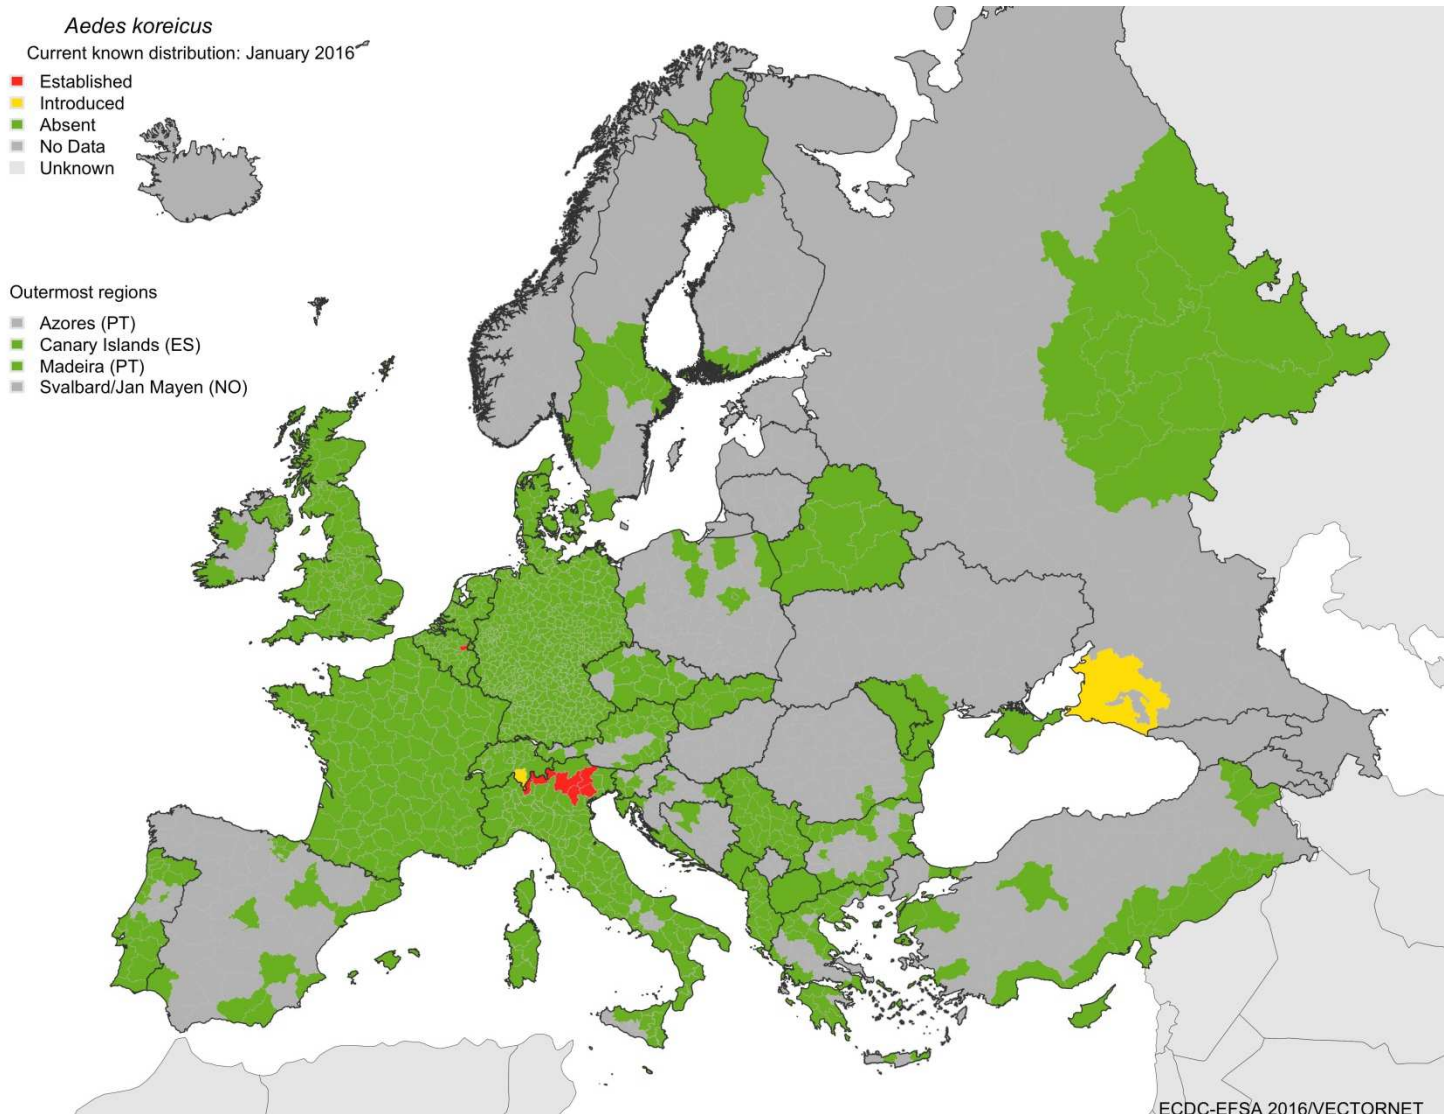 Aedes koreicus
Current known distribution: January 2016
Established
Introduced
Absent
No Data
Unknown
Outermost regions
Azores (PT)
Canary Islands (ES)
Madeira (PT)
Svalbard/Jan Mayen (NO)
ECDC-EFSA 2016/VECTORNET